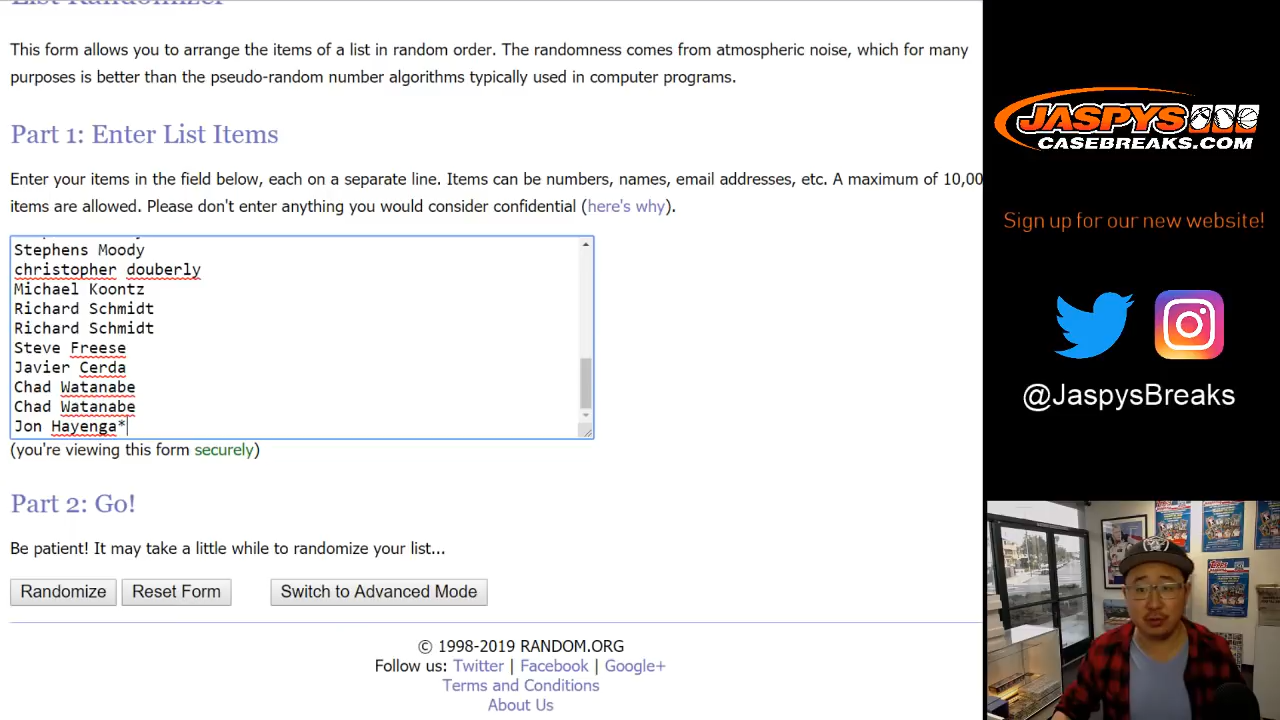 List Randomizer
This form allows you to arrange the items of a list in random order. The randomness comes from atmospheric noise, which for many
purposes is better than the pseudo-random number algorithms typically used in computer programs.
Part 1: Enter List Items
Enter your items in the field below, each on a separate line. Items can be numbers, names, email addresses, etc. A maximum of 10,00
items are allowed. Please don't enter anything you would consider confidential (here's why).
Stephens Moody
christopher douberly
Michael Koontz
Richard Schmidt
Richard Schmidt
Steve Freese
Javier Cerda
Chad Watanabe
Chad Watanabe
Jon Hayenga*
(you're viewing this form securely)
Part 2: Go!
Be patient! It may take a little while to randomize your list...
Randomize Reset Form Switch to Advanced Mode
© 1998-2019 RANDOM.ORG
Follow us: Twitter | Facebook | Google+
Terms and Conditions
About Us
JASPYS
CASEBREAKS.COM
Sign up for our new website!
@JaspysBreaks